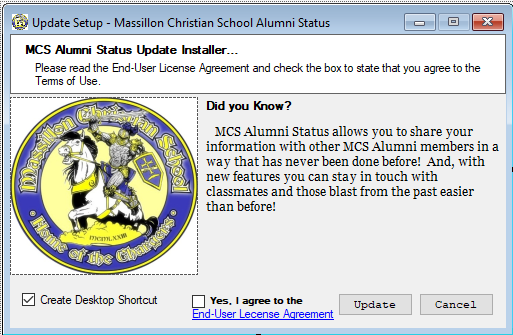 Update Setup - Massillon Christian School Alumni Status
MCS Alumni Status Update Installer...
Please read the End-User License Agreement and check the box to state that you agree to the
Terms of Use.
Massillon Christian School
MCMLXXIII
Home of the Chargers
Did you Know?
MCS Alumni Status allows you to share your
information with other MCS Alumni members in a
way that has never been done before! And, with
new features you can stay in touch with
classmates and those blast from the past easier
than before!
Create Desktop Shortcut
Yes, I agree to the
End-User Lecense Agreement
Update
Cancel